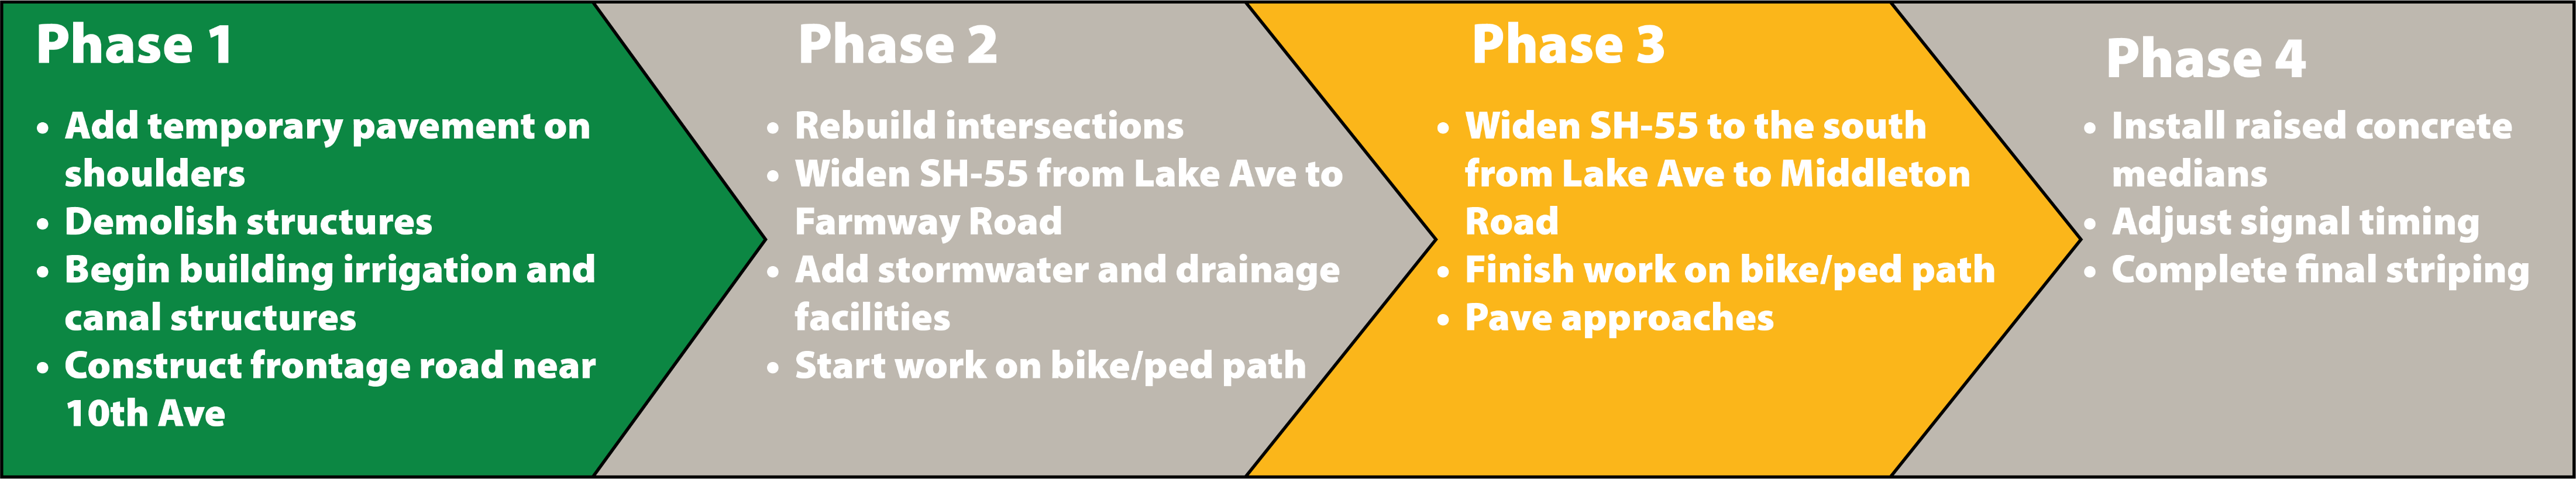 Phase 1
• Add temporary pavement on
shoulders
• Demolish structures
• Begin building irrigation and
canal structures
• Construct frontage road near
10th Ave
Phase 2
• Rebuild intersections
• Widen SH-55 from Lake Ave to
Farmway Road
• Add stormwater and drainage
facilities
• Start work on bike/ped path
Phase 3
• Widen SH-55 to the south
from Lake Ave to Middleton
Road
• Finish work on bike/ped path
• Pave approaches
Phase 4
• Install raised concrete
medians
• Adjust signal timing
• Complete final striping